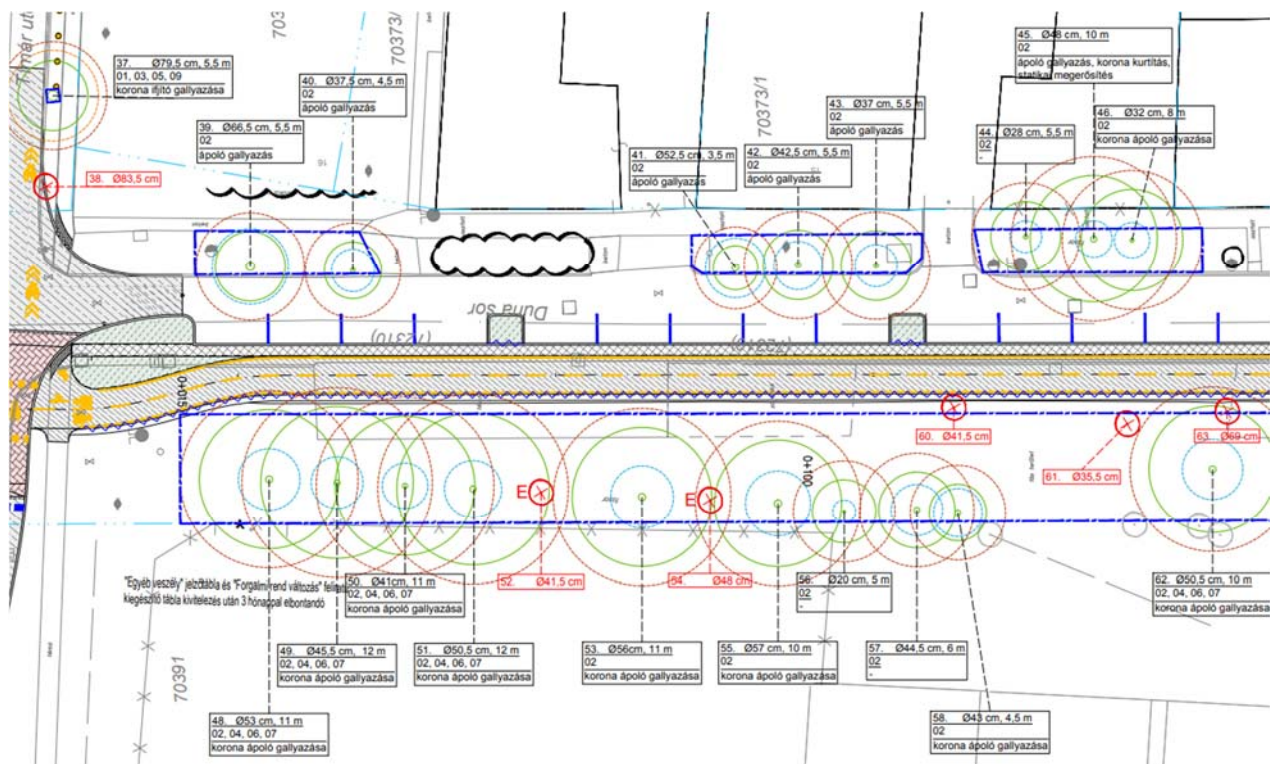 Tímár ut
37. Ø79,5 cm, 5,5 m
01, 03, 05, 09
korona ifjító gallyazása
38. Ø83,5 cm
39. Ø66,5 cm, 5,5 m
02
ápoló gallyazás
40. Ø37,5 cm, 4,5 m
02
ápoló gallyazás
70373/
70373/1
41. Ø52,5 cm, 3,5 m
02
ápoló gallyazás
42. Ø42,5 cm, 5,5 m
02
ápoló gallyazás
43. Ø37 cm, 5,5 m
02
ápoló gallyazás
44. Ø28 cm, 5,5 m
02
-
45. Ø48 cm, 10 m
02
ápoló gallyazás, korona kurtítás,
statikai megerősítés
46. Ø32 cm, 8 m
02
korona ápoló gallyazása
Duna sor
(72310)
(72310)
0+015
0+100
E
E
60. Ø41,5 cm
61. Ø35,5 cm
63. Ø69 cm
52. Ø41,5 cm
54. Ø48 cm
*
"Egyéb veszély" jelzőtábla és "Forgalmi rend változás" feliratú
kiegészítő tábla kivitelezés után 3 hónappal elbontandó
50. Ø41cm, 11 m
02, 04, 06, 07
korona ápoló gallyazása
56. Ø20 cm, 5 m
02
-
62. Ø50,5 cm, 10 m
02, 04, 06, 07
korona ápoló gallyazása
49. Ø45,5 cm, 12 m
02, 04, 06, 07
korona ápoló gallyazása
51. Ø50,5 cm, 12 m
02, 04, 06, 07
korona ápoló gallyazása
53. Ø56cm, 11 m
02
korona ápoló gallyazása
55. Ø57 cm, 10 m
02
korona ápoló gallyazása
57. Ø44,5 cm, 6 m
02
-
70391
48. Ø53 cm, 11 m
02, 04, 06, 07
korona ápoló gallyazása
58. Ø43 cm, 4,5 m
02
korona ápoló gallyazása